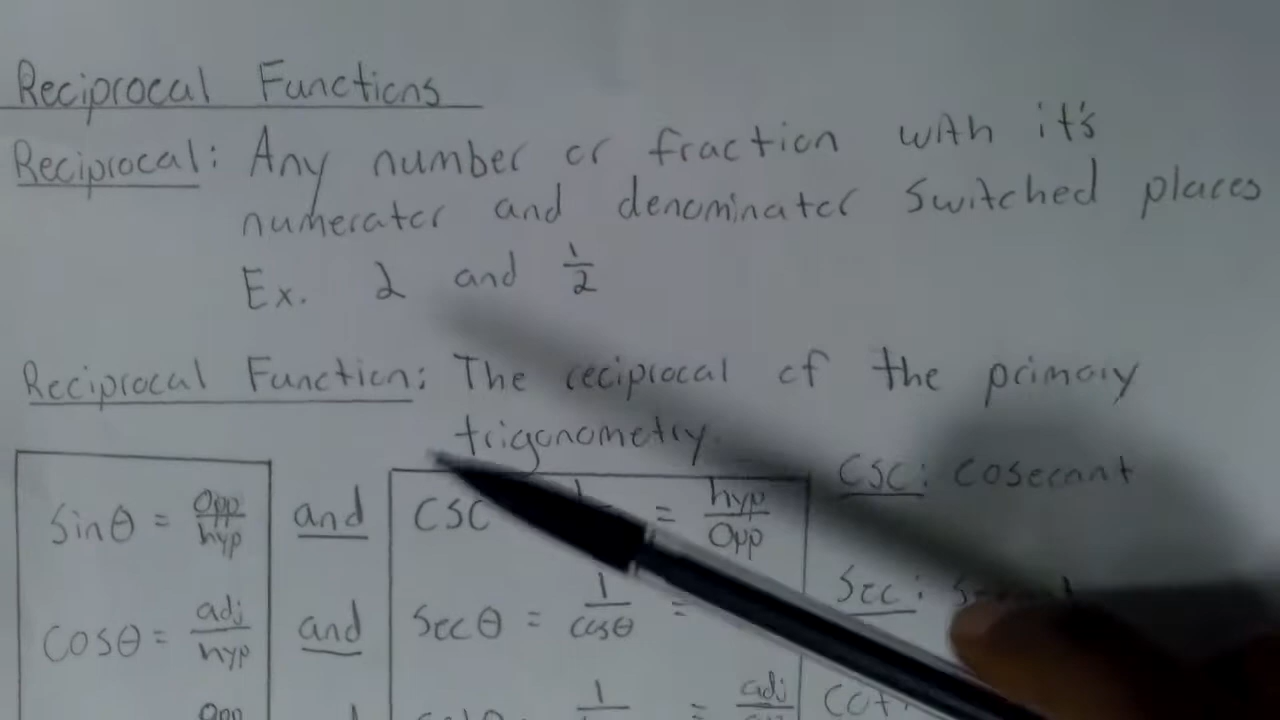 Reciprocal Functions
Reciprocal: Any number or fraction with it's
numerator and denominator switched places
Ex. 2 and 1/2
Reciprocal Function: The reciprocal of the primary
trigonometry.
Sinθ = Opp/hyp and CSC = hyp/Opp CSC: Cosecant
Cosθ = adj/hyp and Secθ = 1/cosθ = Sec:
Opp 1 = adj Cot: